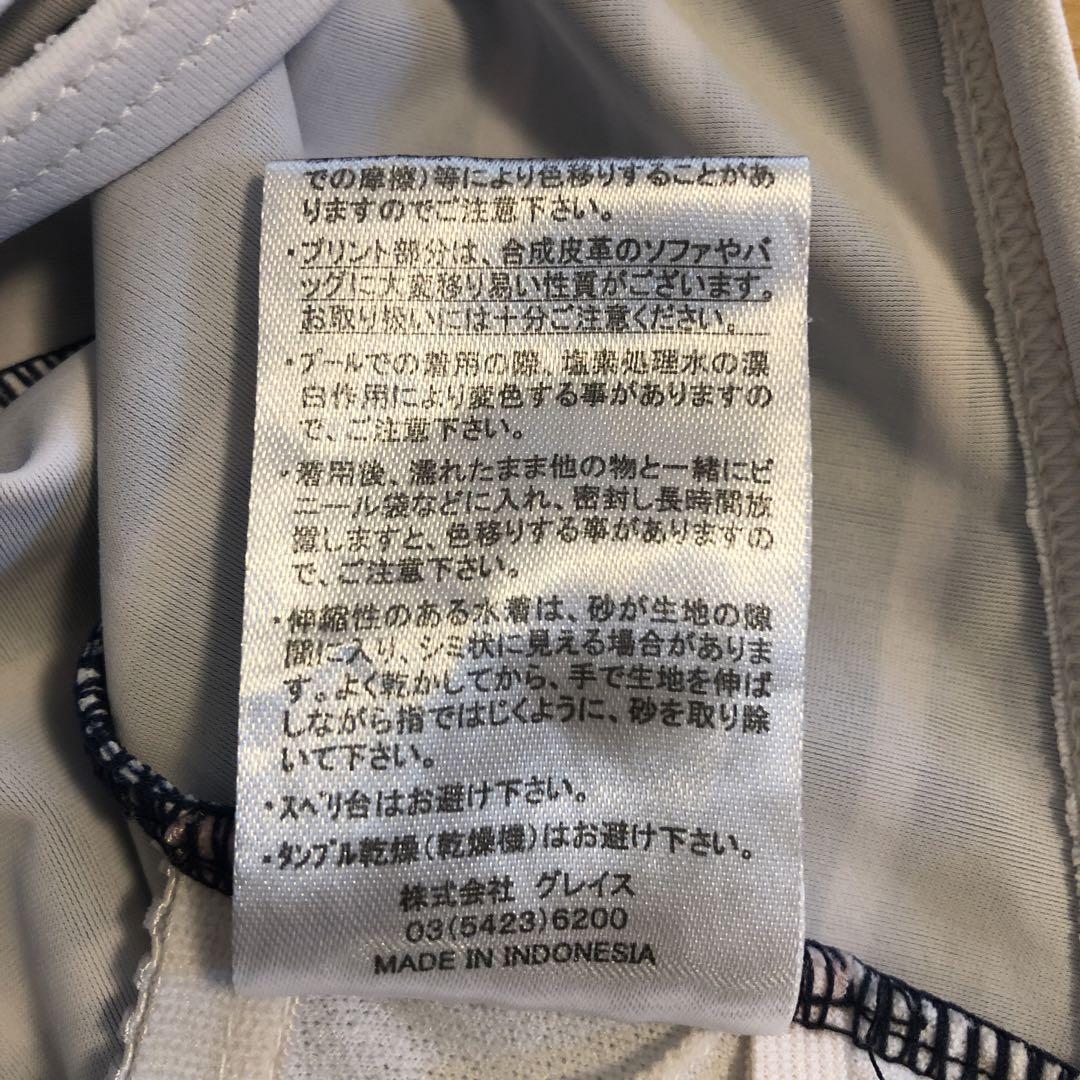 での摩擦)等により色移りすることがあ
りますのでご注意下さい。
・プリント部分は、合成皮革のソファやバ
ッグに大変移り易い性質がございます。
お取り扱いには十分ご注意ください。
・プールでの着用の際、塩素処理水の漂
白作用により変色する事がありますの
で、ご注意下さい。
・着用後、濡れたまま他の物と一緒にビ
ニール袋などに入れ、密封し長時間放
置しますと、色移りする事がありますの
で、ご注意下さい。
・伸縮性のある水着は、砂が生地の隙
間に入り、シミ状に見える場合がありま
す。よく乾かしてから、手で生地を伸ば
しながら指ではじくように、砂を取り除
いて下さい。
・スベリ台はお避け下さい。
・タンブル乾燥(乾燥機)はお避け下さい。
株式会社 グレイス
03(5423)6200
MADE IN INDONESIA